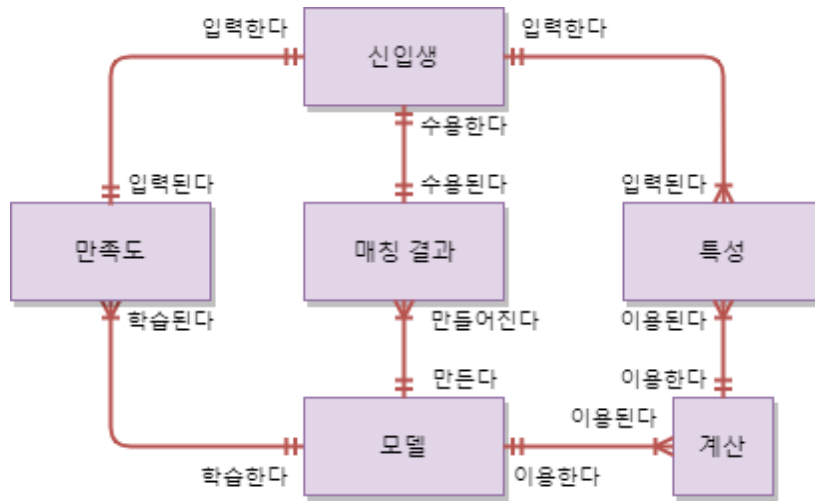 입력한다
신입생
입력한다
수용한다
입력된다
수용된다
입력된다
만족도
매칭 결과
특성
학습된다
만들어진다
이용된다
만든다
이용한다
이용된다
모델
계산
학습한다
이용한다